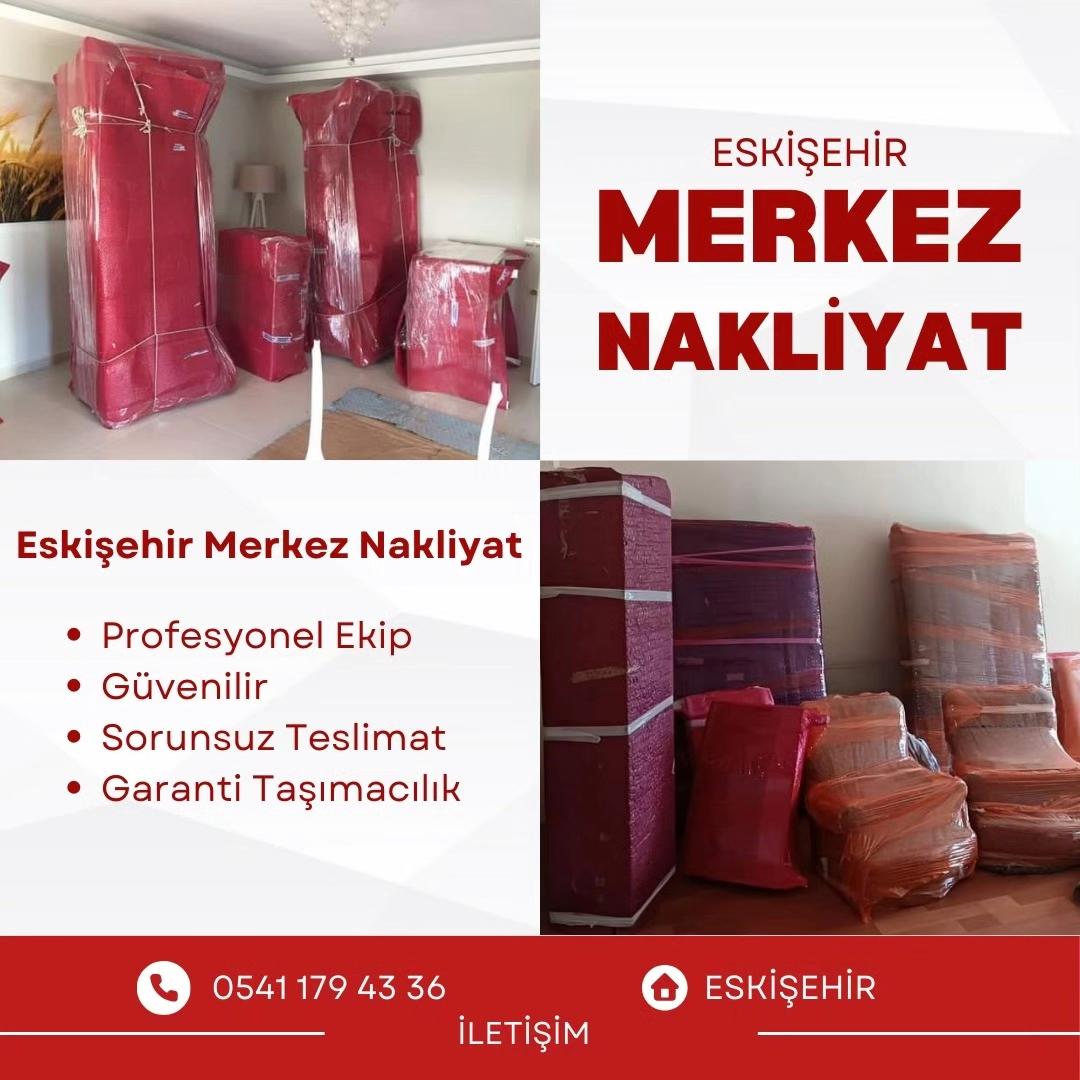 ESKİŞEHİR
MERKEZ
NAKLİYAT
Eskişehir Merkez Nakliyat
• Profesyonel Ekip
• Güvenilir
• Sorunsuz Teslimat
• Garanti Taşımacılık
0541 179 43 36
ESKİŞEHİR
İLETİŞİM